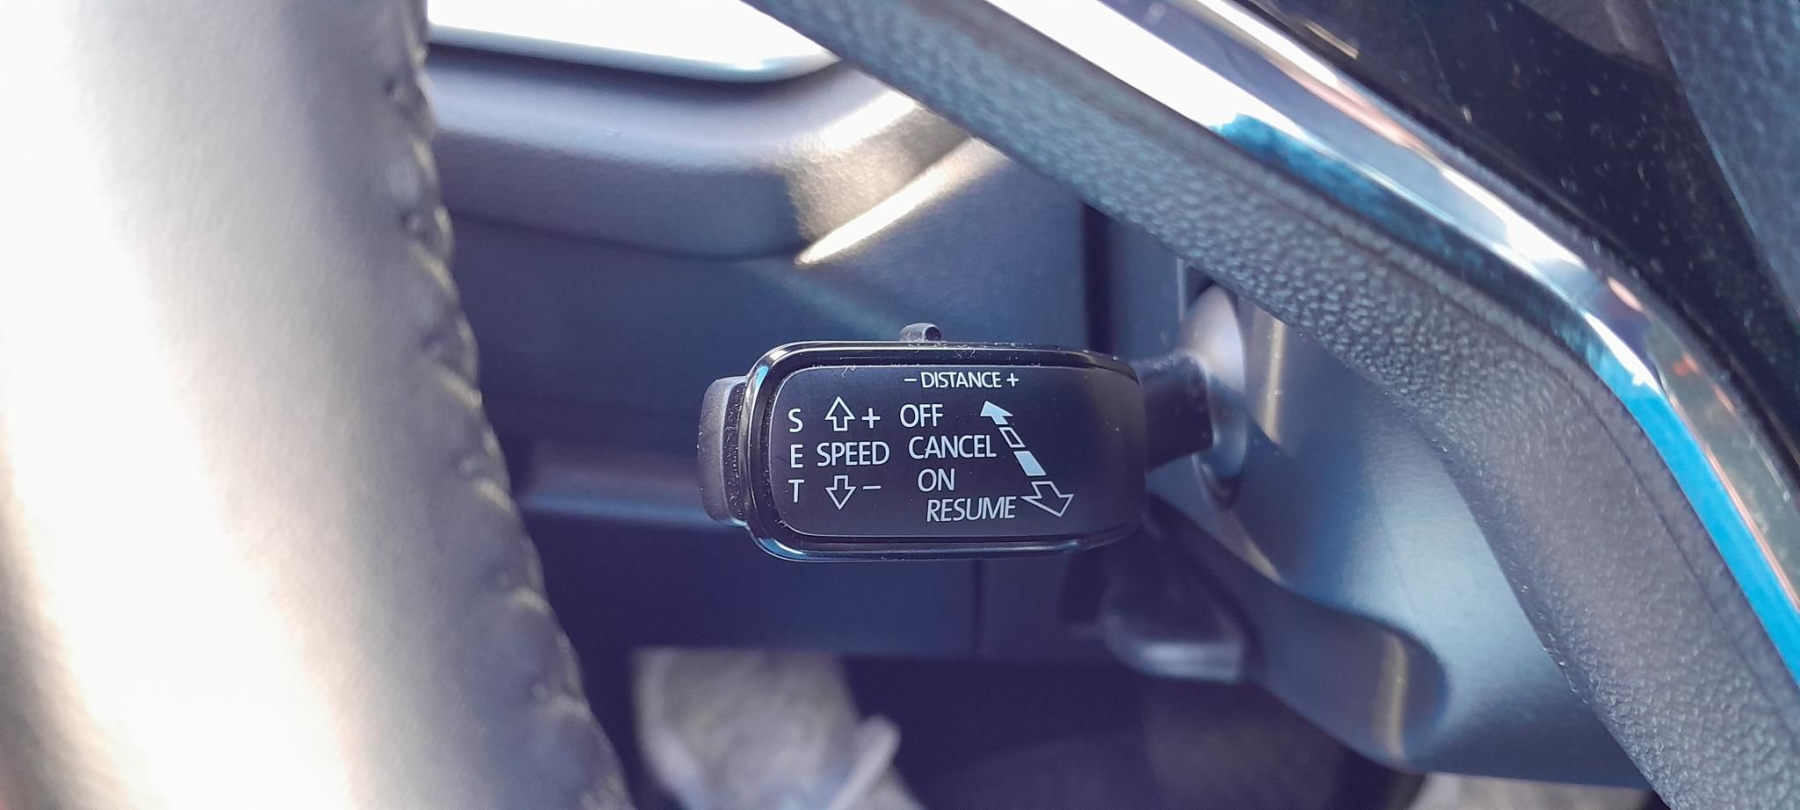 – DISTANCE +
S + OFF
E SPEED CANCEL
T – ON
RESUME